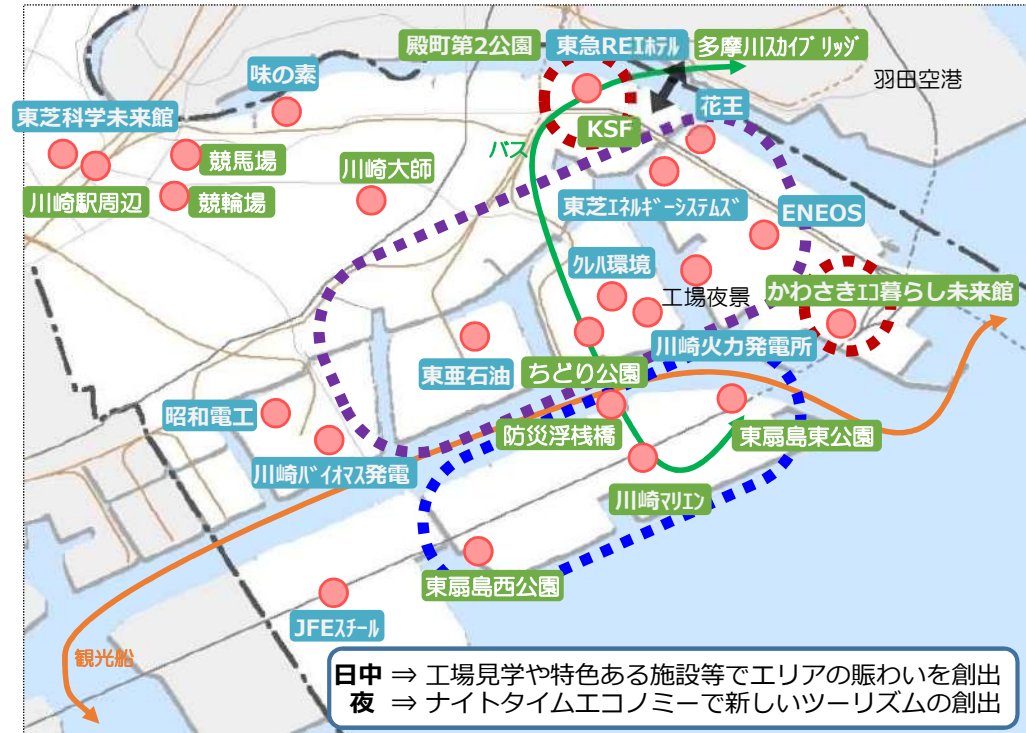 殿町第2公園
東急REIホテル
多摩川スカイブリッジ
羽田空港
味の素
花王
東芝科学未来館
KSF
バス
競馬場
川崎大師
川崎駅周辺
競輪場
東芝エネルギーシステムズ
ENEOS
クレハ環境
工場夜景
かわさきエコ暮らし未来館
川崎火力発電所
東亜石油
ちどり公園
昭和電工
防災浮桟橋
東扇島東公園
川崎バイオマス発電
川崎マリエン
東扇島西公園
JFEスチール
観光船
日中 ⇒ 工場見学や特色ある施設等でエリアの賑わいを創出
夜 ⇒ ナイトタイムエコノミーで新しいツーリズムの創出